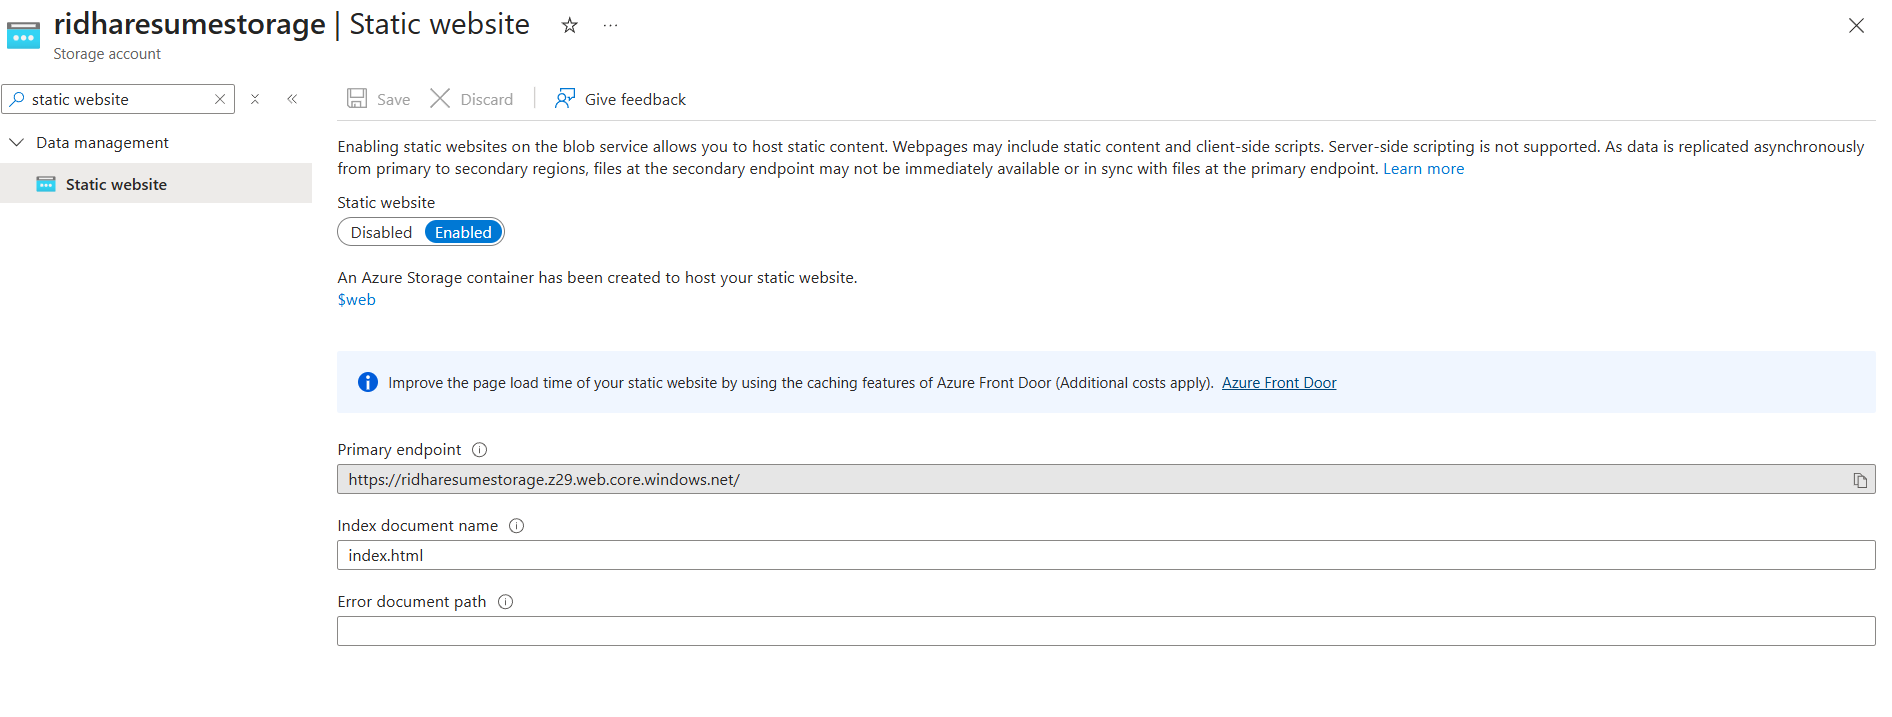 ridharesumestorage | Static website
Storage account
static website
Data management
Static website
Save
Discard
Give feedback
Enabling static websites on the blob service allows you to host static content. Webpages may include static content and client-side scripts. Server-side scripting is not supported. As data is replicated asynchronously
from primary to secondary regions, files at the secondary endpoint may not be immediately available or in sync with files at the primary endpoint. Learn more
Static website
Disabled Enabled
An Azure Storage container has been created to host your static website.
$web
Improve the page load time of your static website by using the caching features of Azure Front Door (Additional costs apply). Azure Front Door
Primary endpoint
https://ridharesumestorage.z29.web.core.windows.net/
Index document name
index.html
Error document path